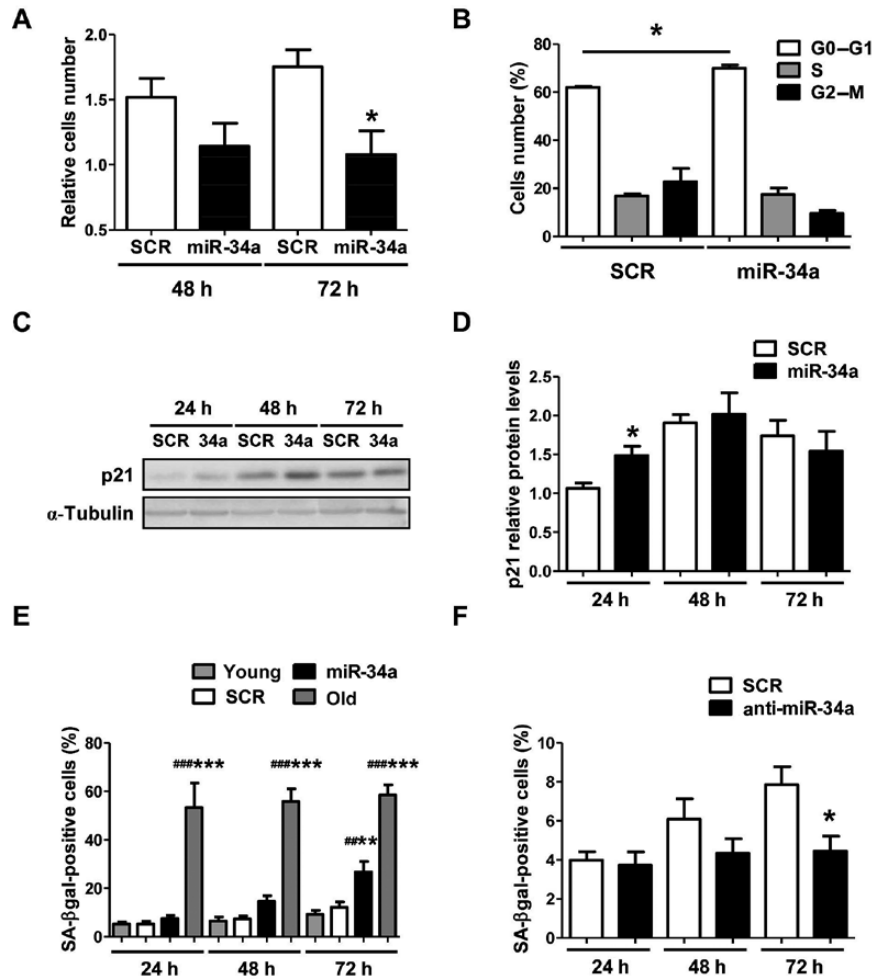 A
2.0
1.5
1.0
0.5
Relative cells number
SCR miR-34a SCR miR-34a
48 h 72 h
B
80
60
40
20
0
Cells number (%)
*
*
G0–G1
S
G2–M
SCR miR-34a
C
24 h 48 h 72 h
SCR 34a SCR 34a SCR 34a
p21
α-Tubulin
D
SCR
miR-34a
2.5
2.0
1.5
1.0
0.5
0.0
p21 relative protein levels
*
24 h 48 h 72 h
E
Young miR-34a
SCR Old
80
60
40
20
0
SA-βgal-positive cells (%)
###*** ###*** ###***
##**
24 h 48 h 72 h
F
SCR
anti-miR-34a
8
6
4
2
0
SA-βgal-positive cells (%)
*
24 h 48 h 72 h